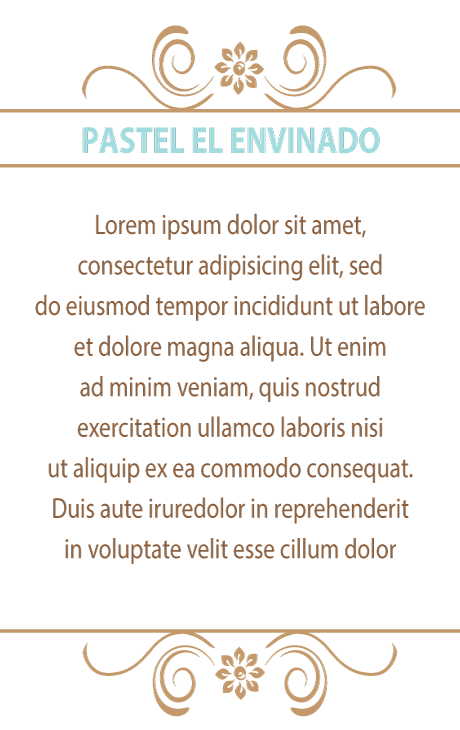 PASTEL EL ENVINADO
Lorem ipsum dolor sit amet,
consectetur adipisicing elit, sed
do eiusmod tempor incididunt ut labore
et dolore magna aliqua. Ut enim
ad minim veniam, quis nostrud
exercitation ullamco laboris nisi
ut aliquip ex ea commodo consequat.
Duis aute iruredolor in reprehenderit
in voluptate velit esse cillum dolor